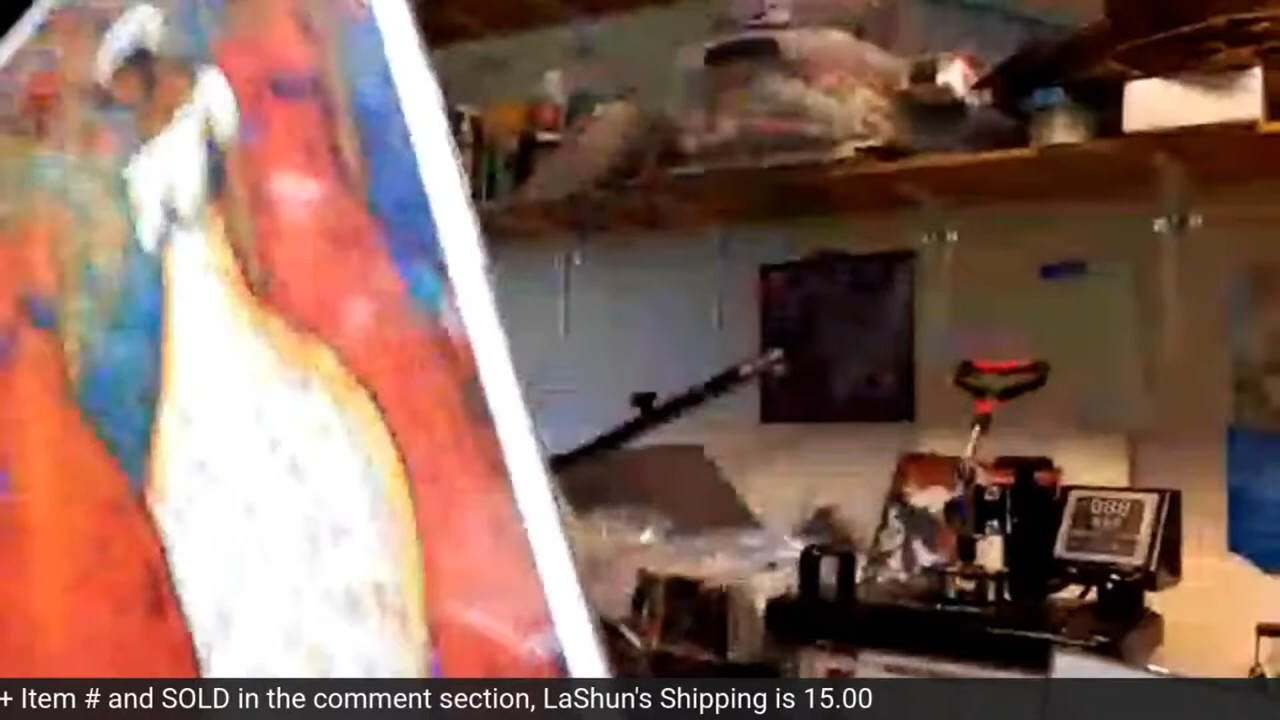 + Item # and SOLD in the comment section, LaShun's Shipping is 15.00